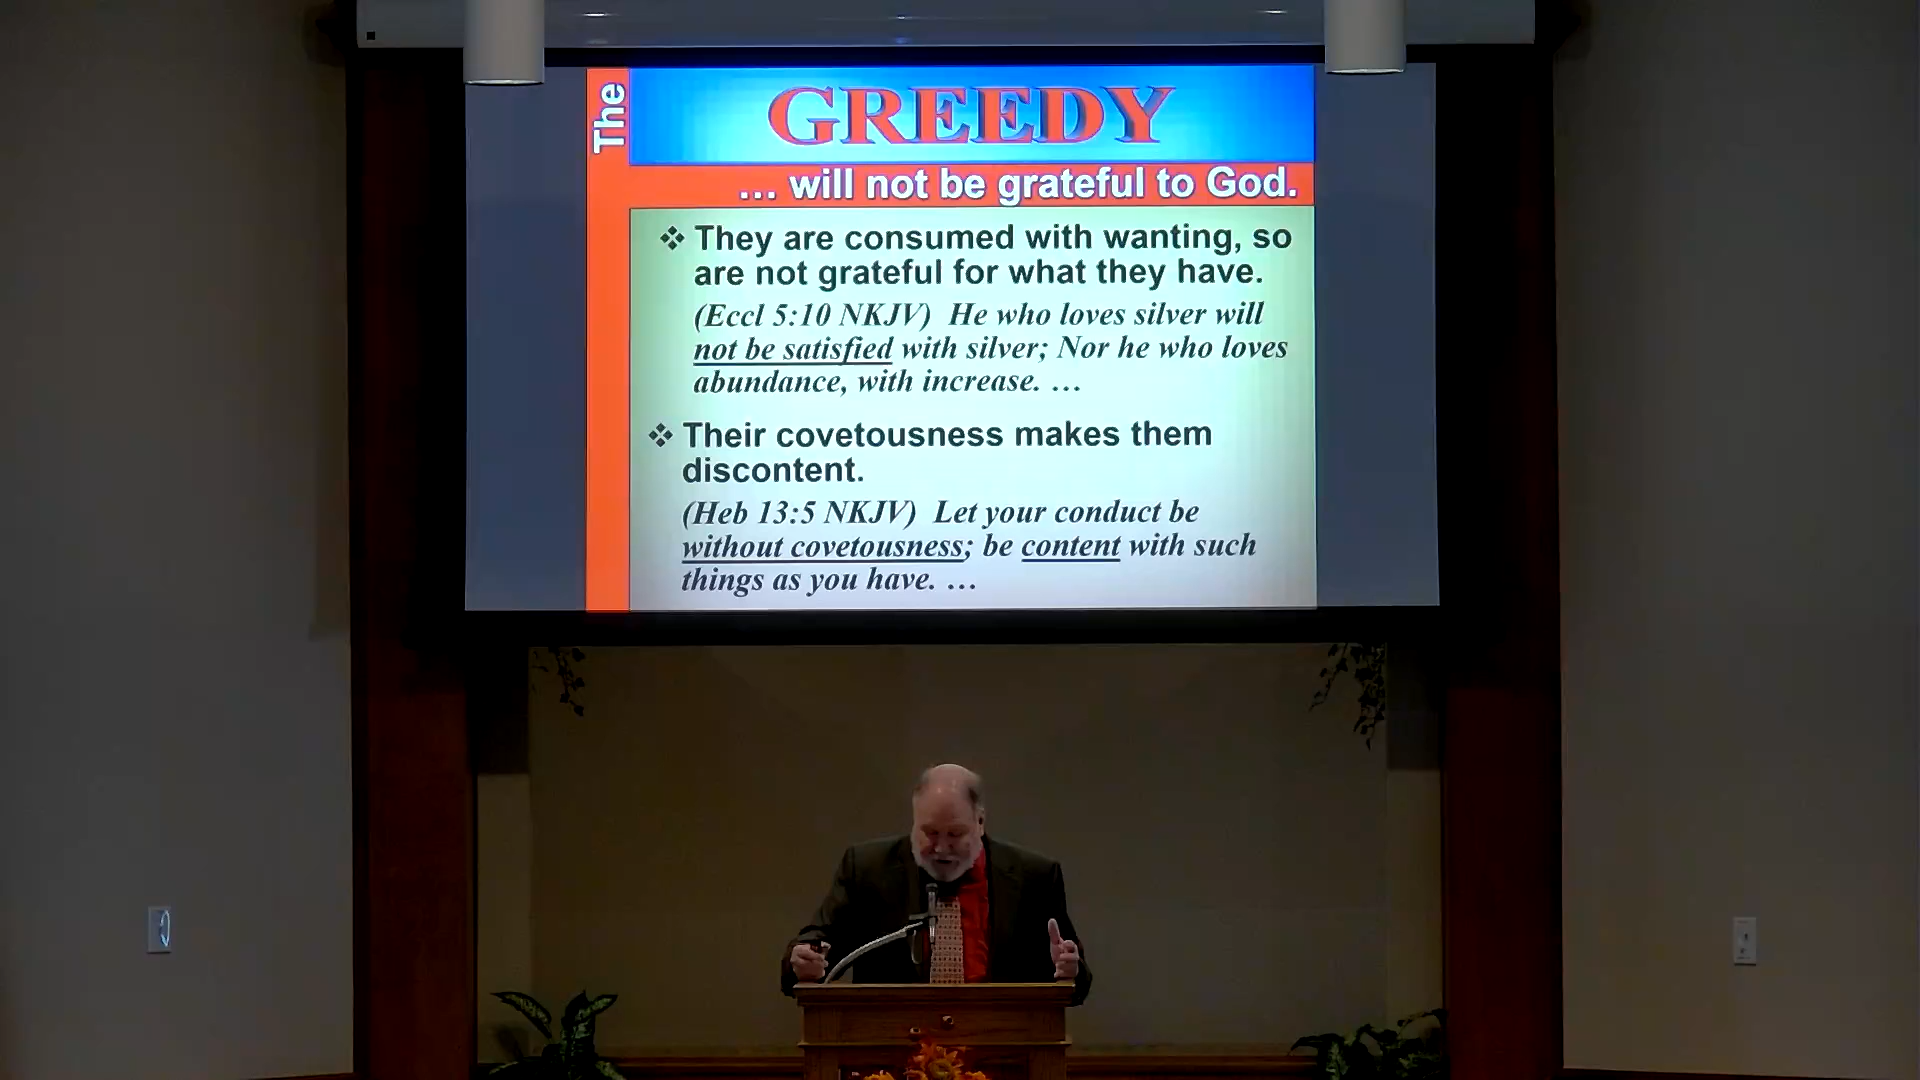 The
GREEDY
... will not be grateful to God.
❖ They are consumed with wanting, so
are not grateful for what they have.
(Eccl 5:10 NKJV) He who loves silver will
not be satisfied with silver; Nor he who loves
abundance, with increase. ...
❖ Their covetousness makes them
discontent.
(Heb 13:5 NKJV) Let your conduct be
without covetousness; be content with such
things as you have. ...